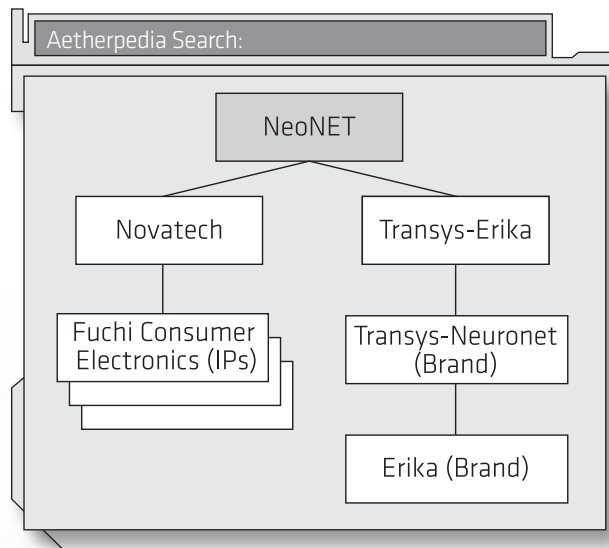 Aetherpedia Search:
NeoNET
Novatech
Transys-Erika
Fuchi Consumer
Electronics (IPs)
Transys-Neuronet
(Brand)
Erika (Brand)